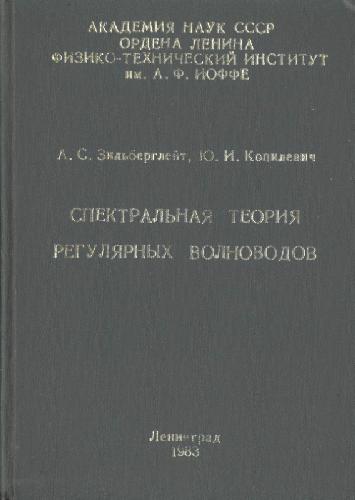 АКАДЕМИЯ НАУК СССР
ОРДЕНА ЛЕНИНА
ФИЗИКО-ТЕХНИЧЕСКИЙ ИНСТИТУТ
им. А. Ф. ИОФФЕ
А. С. Зильберглейт, Ю. И. Копилевич
СПЕКТРАЛЬНАЯ ТЕОРИЯ
РЕГУЛЯРНЫХ ВОЛНОВОДОВ
Ленинград
1983